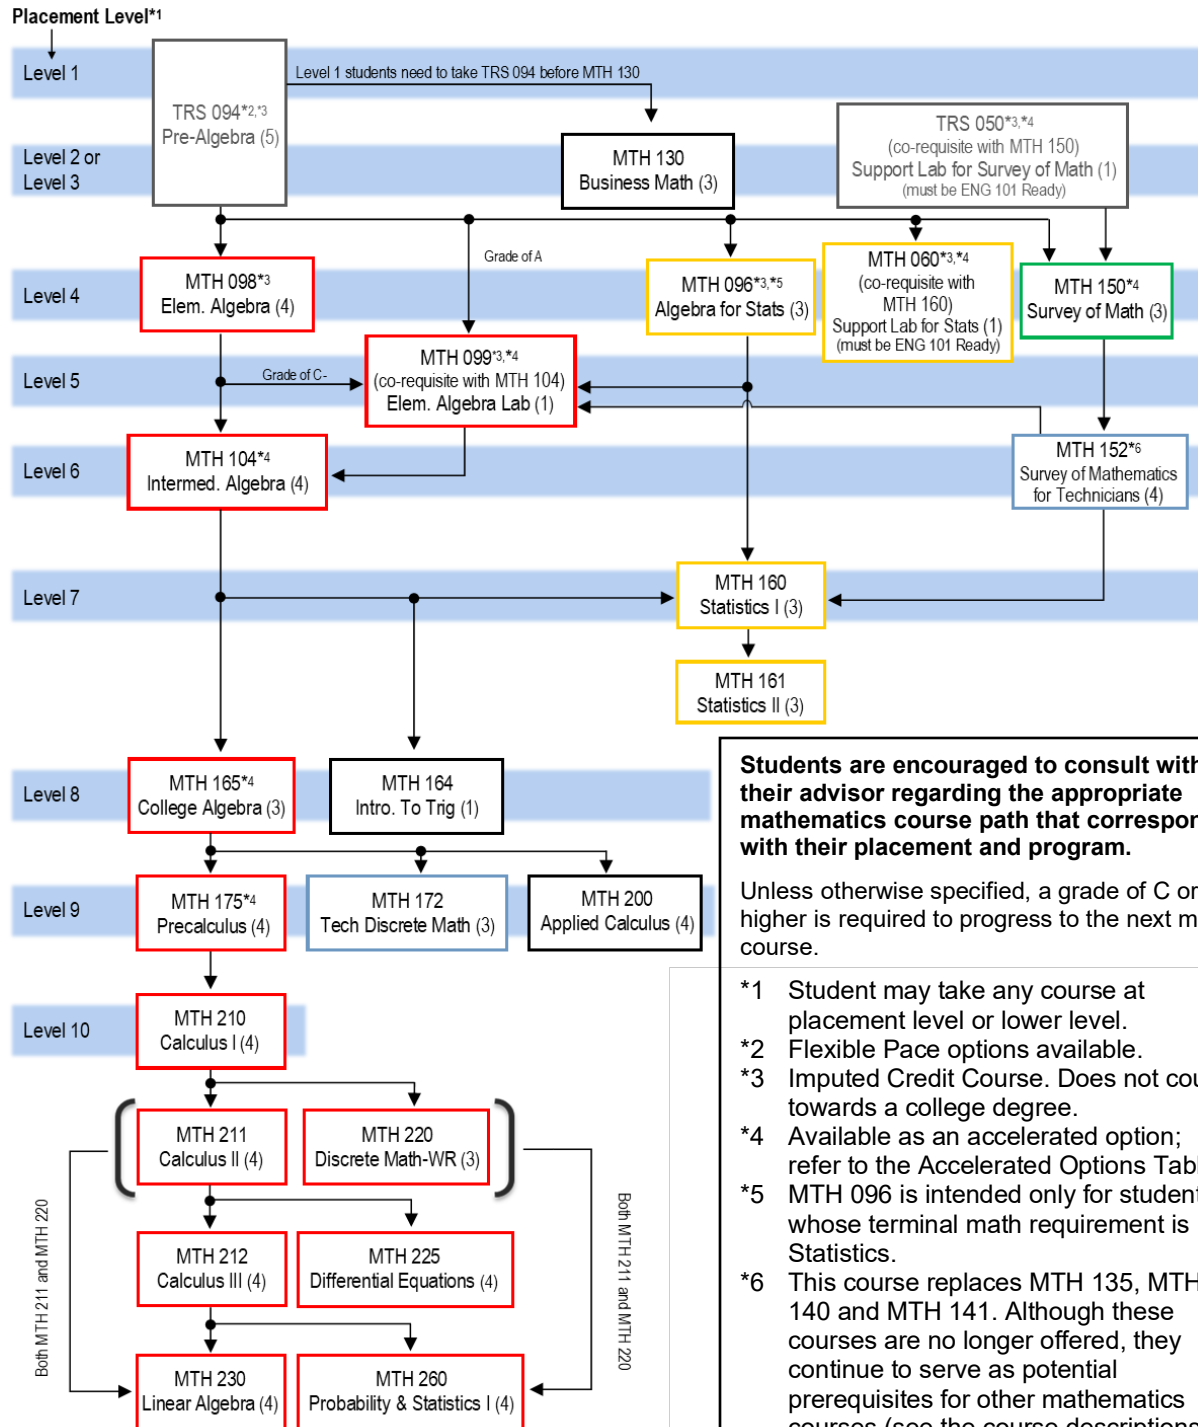 Placement Level*1
Level 1
TRS 094*2,*3
Pre-Algebra (5)
Level 1 students need to take TRS 094 before MTH 130
TRS 050*3,*4
(co-requisite with MTH 150)
Support Lab for Survey of Math (1)
(must be ENG 101 Ready)
Level 2 or
Level 3
MTH 130
Business Math (3)
Grade of A
Level 4
MTH 098*3
Elem. Algebra (4)
MTH 096*3,*5
Algebra for Stats (3)
MTH 060*3,*4
(co-requisite with
MTH 160)
Support Lab for Stats (1)
(must be ENG 101 Ready)
MTH 150*4
Survey of Math (3)
Level 5
Grade of C-
MTH 099*3,*4
(co-requisite with MTH 104)
Elem. Algebra Lab (1)
Level 6
MTH 104*4
Intermed. Algebra (4)
MTH 152*6
Survey of Mathematics
for Technicians (4)
Level 7
MTH 160
Statistics I (3)
MTH 161
Statistics II (3)
Level 8
MTH 165*4
College Algebra (3)
MTH 164
Intro. To Trig (1)
Level 9
MTH 175*4
Precalculus (4)
MTH 172
Tech Discrete Math (3)
MTH 200
Applied Calculus (4)
Level 10
MTH 210
Calculus I (4)
MTH 211
Calculus II (4)
MTH 220
Discrete Math-WR (3)
Both MTH 211 and MTH 220
MTH 212
Calculus III (4)
MTH 225
Differential Equations (4)
Both MTH 211 and MTH 220
MTH 230
Linear Algebra (4)
MTH 260
Probability & Statistics I (4)
Students are encouraged to consult with
their advisor regarding the appropriate
mathematics course path that correspon
with their placement and program.
Unless otherwise specified, a grade of C or
higher is required to progress to the next m
course.
*1 Student may take any course at
placement level or lower level.
*2 Flexible Pace options available.
*3 Imputed Credit Course. Does not cou
towards a college degree.
*4 Available as an accelerated option;
refer to the Accelerated Options Tabl
*5 MTH 096 is intended only for student
whose terminal math requirement is
Statistics.
*6 This course replaces MTH 135, MTH
140 and MTH 141. Although these
courses are no longer offered, they
continue to serve as potential
prerequisites for other mathematics
courses (see the course descriptions